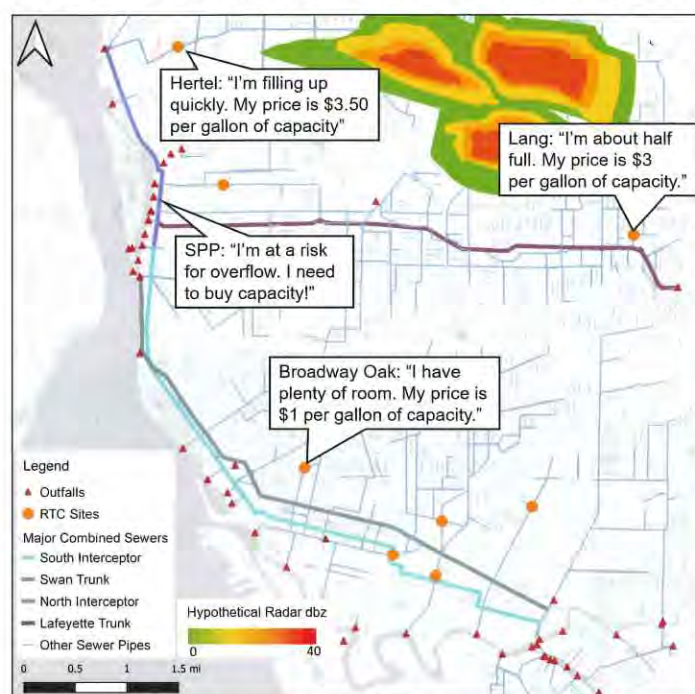 Hertel: “I’m filling up
quickly. My price is $3.50
per gallon of capacity”
Lang: “I’m about half
full. My price is $3
per gallon of capacity.”
SPP: “I’m at a risk
for overflow. I need
to buy capacity!”
Broadway Oak: “I have
plenty of room. My price is
$1 per gallon of capacity.”
Legend
Outfalls
RTC Sites
Major Combined Sewers
South Interceptor
Swan Trunk
North Interceptor
Lafeyette Trunk
Other Sewer Pipes
0 0.5 1 1.5 mi
Hypothetical Radar dbz
0 40